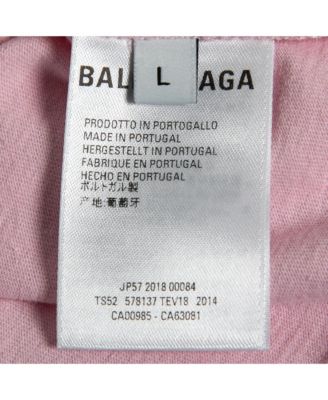 BAL L AGA
PRODOTTO IN PORTOGALLO
MADE IN PORTUGAL
HERGESTELLT IN PORTUGAL
FABRIQUE EN PORTUGAL
HECHO EN PORTUGAL
ポルトガル製
产地:葡萄牙
JP57 2018 00084
TS52 578137 TEV18 2014
CA00985 - CA63081